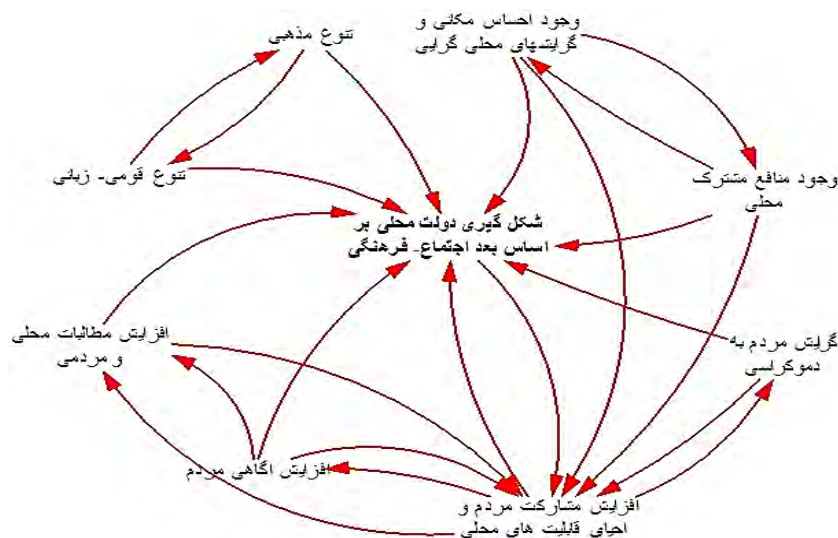 وجود احساس مکانی و
گرایشهای محلی گرایی
تنوع مذهبی
تنوع قومی- زبانی
وجود منافع مشترک
محلی
شکل گیری دولت محلی بر
اساس بعد اجتماع- فرهنگی
افزایش مطالبات محلی
و مردمی
گرایش مردم به
دموکراسی
افزایش اگاهی مردم
افزایش مشارکت مردم و
احیای قابلیت های محلی